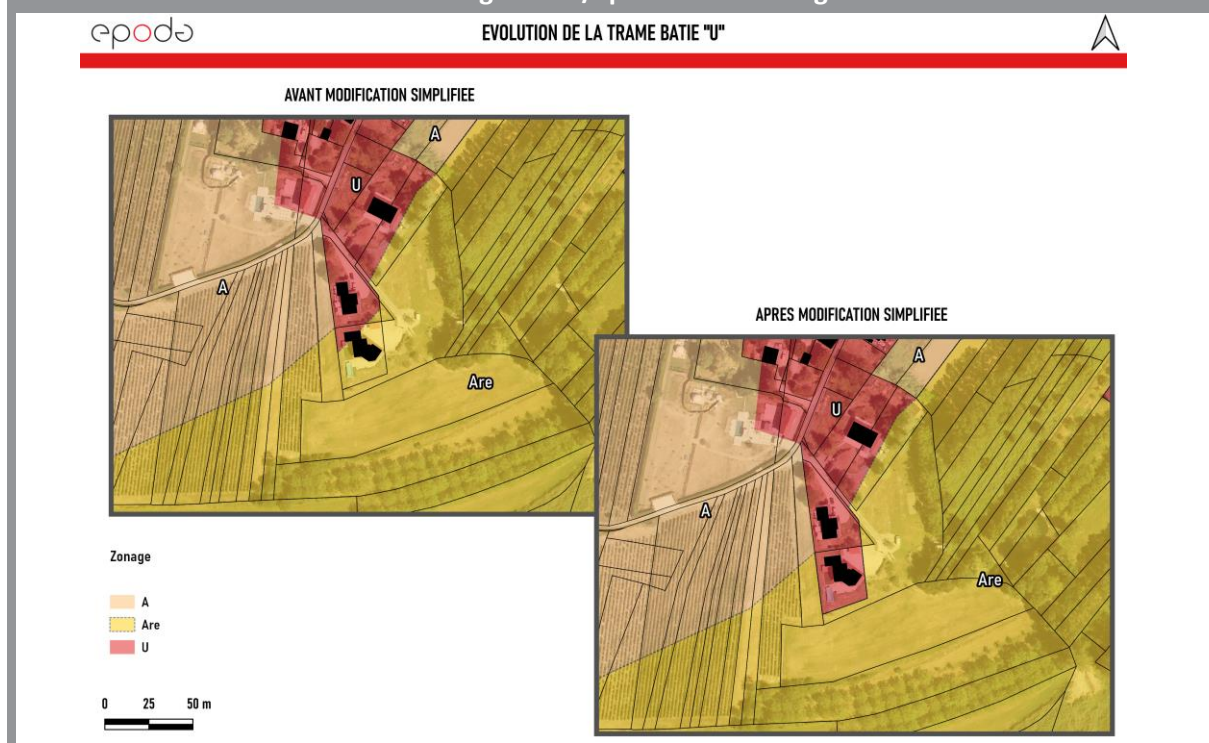 epode
EVOLUTION DE LA TRAME BATIE "U"
AVANT MODIFICATION SIMPLIFIEE
A
U
A
Are
APRES MODIFICATION SIMPLIFIEE
A
U
A
Are
Zonage
A
Are
U
0 25 50 m